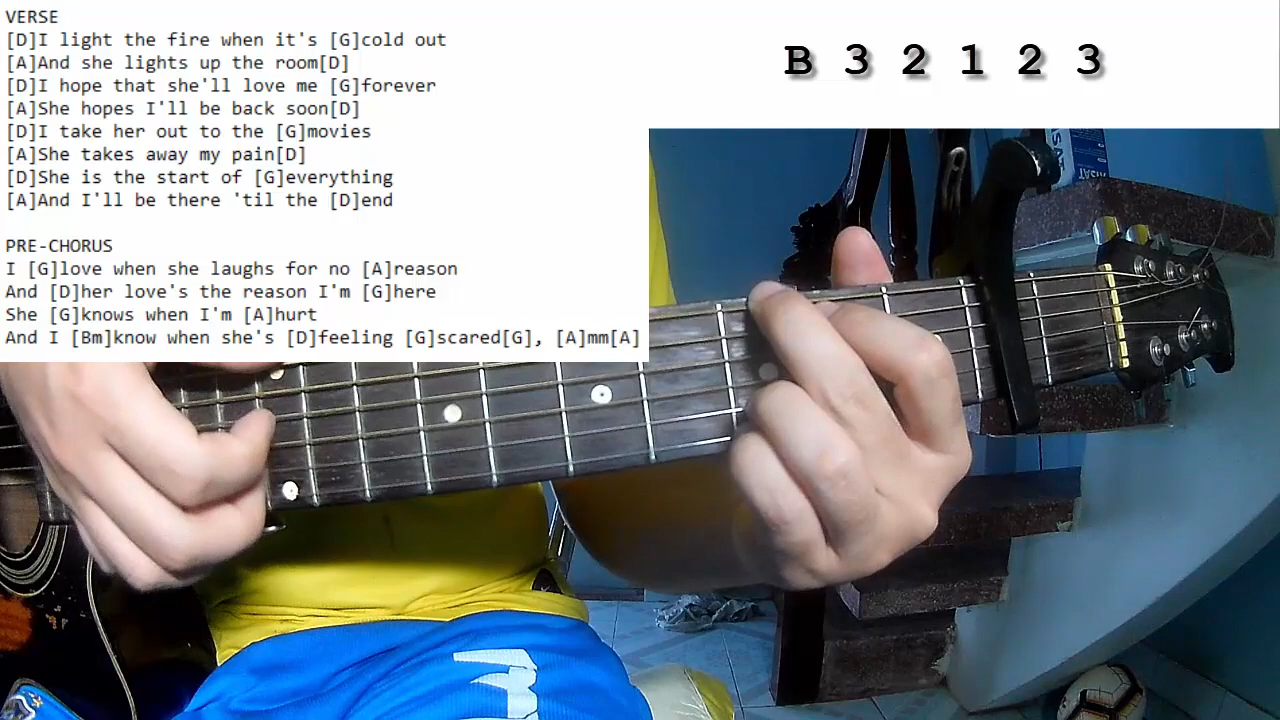 VERSE
[D]I light the fire when it's [G]cold out
[A]And she lights up the room[D]
[D]I hope that she'll love me [G]forever
[A]She hopes I'll be back soon[D]
[D]I take her out to the [G]movies
[A]She takes away my pain[D]
[D]She is the start of [G]everything
[A]And I'll be there 'til the [D]end
PRE-CHORUS
I [G]love when she laughs for no [A]reason
And [D]her love's the reason I'm [G]here
She [G]knows when I'm [A]hurt
And I [Bm]know when she's [D]feeling [G]scared[G], [A]mm[A]
B 3 2 1 2 3